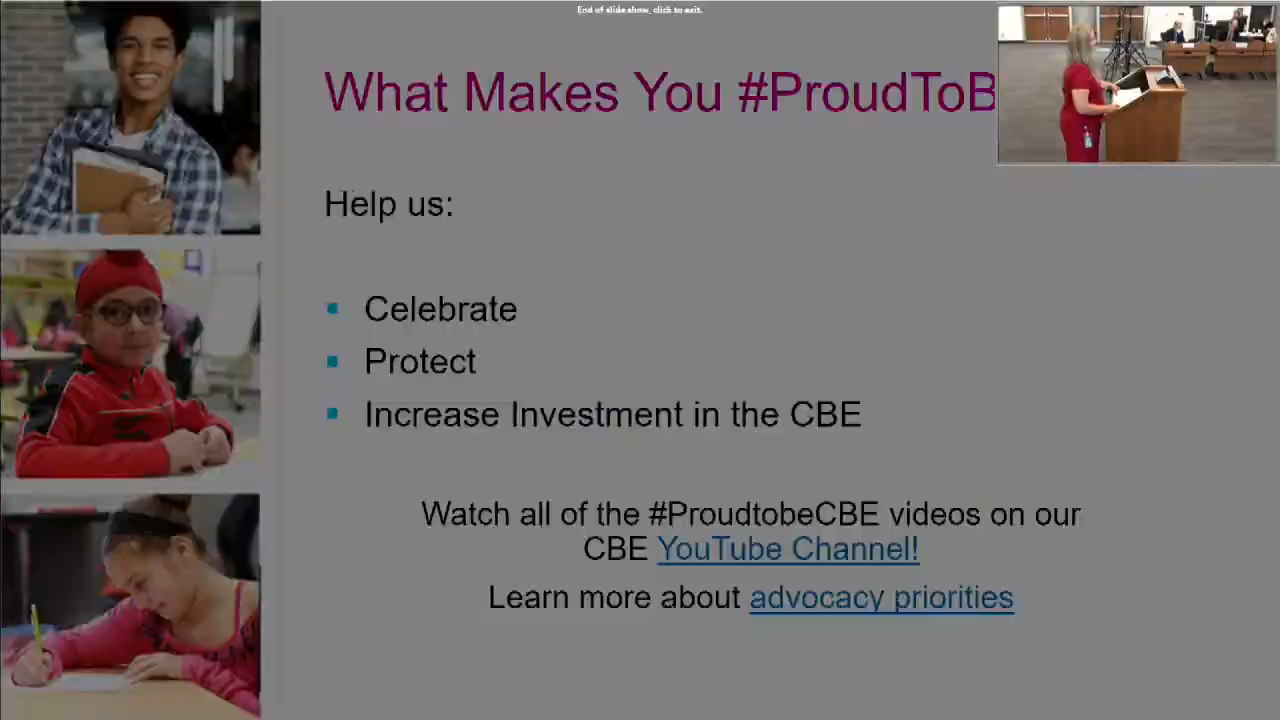 End of slide show, click to exit.
What Makes You #ProudToB
Help us:
Celebrate
Protect
Increase Investment in the CBE
Watch all of the #ProudtobeCBE videos on our
CBE YouTube Channel!
Learn more about advocacy priorities